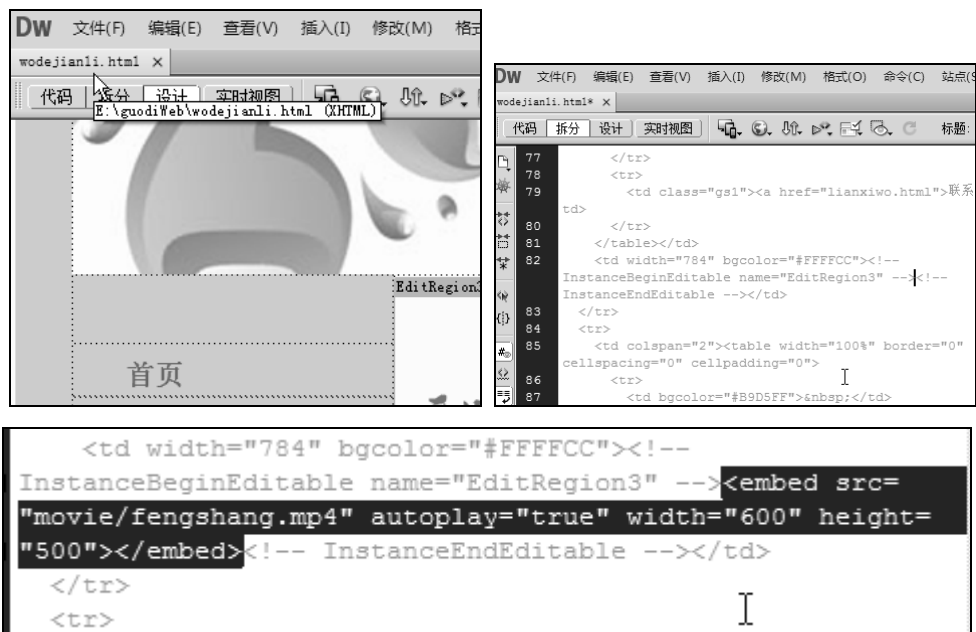 DW 文件(F) 编辑(E) 查看(V) 插入(I) 修改(M)
wodejianli.html ×
代码 拆分 设计 实时视图
E:\guodiWeb\wodejianli.html (XHTML)
EditRegion3
首页
DW 文件(F) 编辑(E) 查看(V) 插入(I) 修改(M) 格式(O) 命令(C)
wodejianli.html* ×
代码 拆分 设计 实时视图 标题:
77 </tr>
78 <tr>
79 <td class="gs1"><a href="lianxiwo.html">联系
td>
80 </tr>
81 </table></td>
82 <td width="784" bgcolor="#FFFFCC"><!--
InstanceBeginEditable name="EditRegion3" --><!--
InstanceEndEditable --></td>
83 </tr>
84 <tr>
85 <td colspan="2"><table width="100%" border="0"
cellspacing="0" cellpadding="0">
86 <tr>
87 <td bgcolor="#B9D5FF">&nbsp;</td>
<td width="784" bgcolor="#FFFFCC"><!--
InstanceBeginEditable name="EditRegion3" --><embed src=
"movie/fengshang.mp4" autoplay="true" width="600" height=
"500"></embed><!-- InstanceEndEditable --></td>
</tr>
<tr>